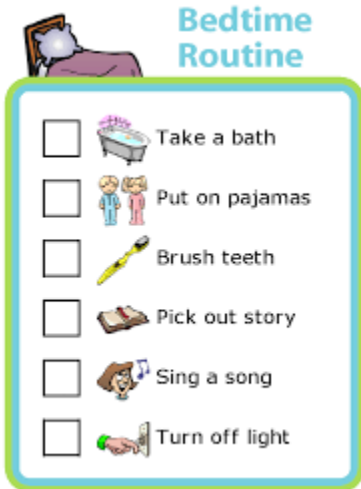 Bedtime
Routine
Take a bath
Put on pajamas
Brush teeth
Pick out story
Sing a song
Turn off light